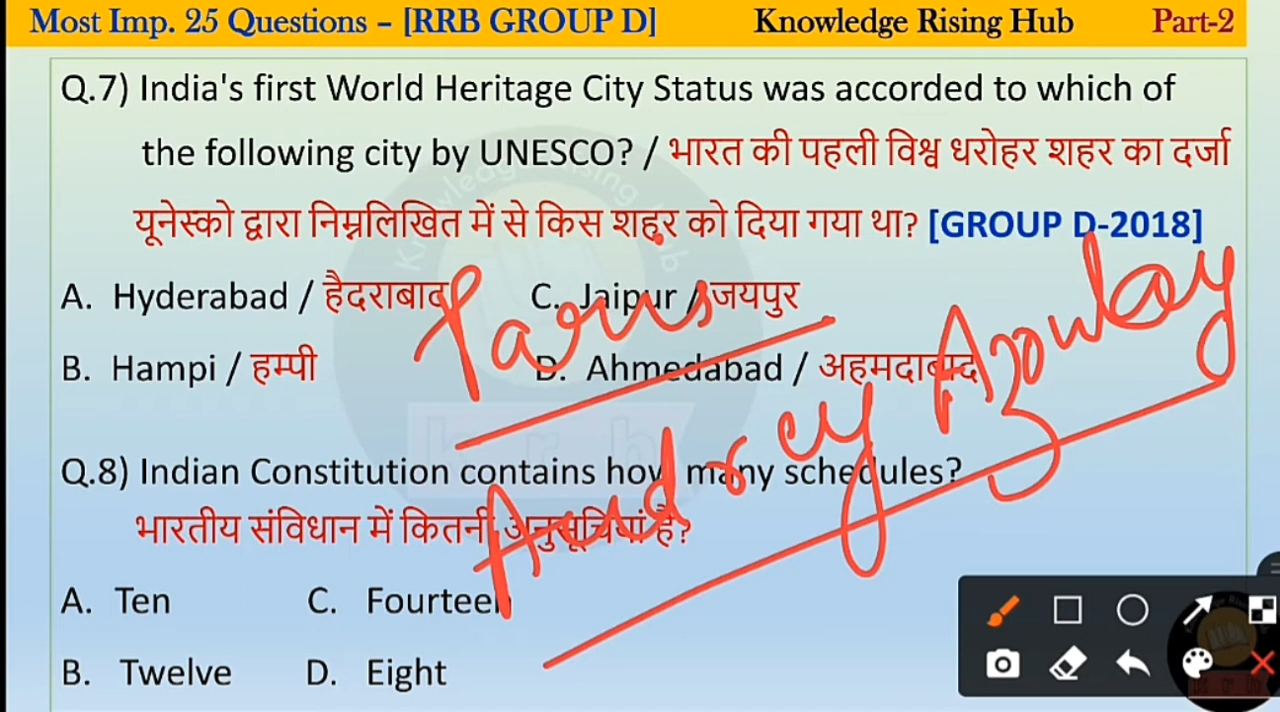 Most Imp. 25 Questions – [RRB GROUP D] Knowledge Rising Hub Part-2
Q.7) India's first World Heritage City Status was accorded to which of
the following city by UNESCO? / भारत की पहली विश्व धरोहर शहर का दर्जा
यूनेस्को द्वारा निम्नलिखित में से किस शहर को दिया गया था? [GROUP D-2018]
A. Hyderabad / हैदराबाद C. Jaipur / जयपुर
Paris
B. Hampi / हम्पी D. Ahmedabad / अहमदाबाद
Audrey Azoulay
Q.8) Indian Constitution contains how many schedules?
भारतीय संविधान में कितनी अनुसूचियां है?
A. Ten C. Fourteen
B. Twelve D. Eight